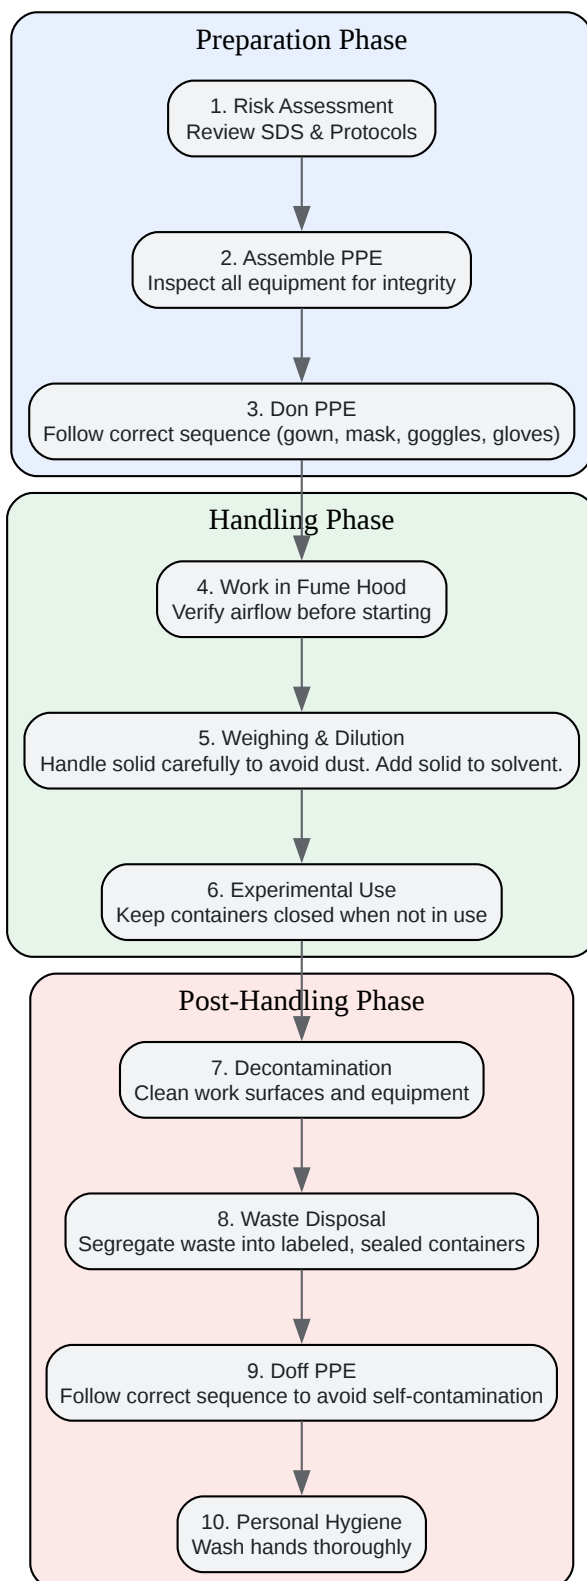 Preparation Phase
1. Risk Assessment
Review SDS & Protocols
2. Assemble PPE
Inspect all equipment for integrity
3. Don PPE
Follow correct sequence (gown, mask, goggles, gloves)
Handling Phase
4. Work in Fume Hood
Verify airflow before starting
5. Weighing & Dilution
Handle solid carefully to avoid dust. Add solid to solvent.
6. Experimental Use
Keep containers closed when not in use
Post-Handling Phase
7. Decontamination
Clean work surfaces and equipment
8. Waste Disposal
Segregate waste into labeled, sealed containers
9. Doff PPE
Follow correct sequence to avoid self-contamination
10. Personal Hygiene
Wash hands thoroughly